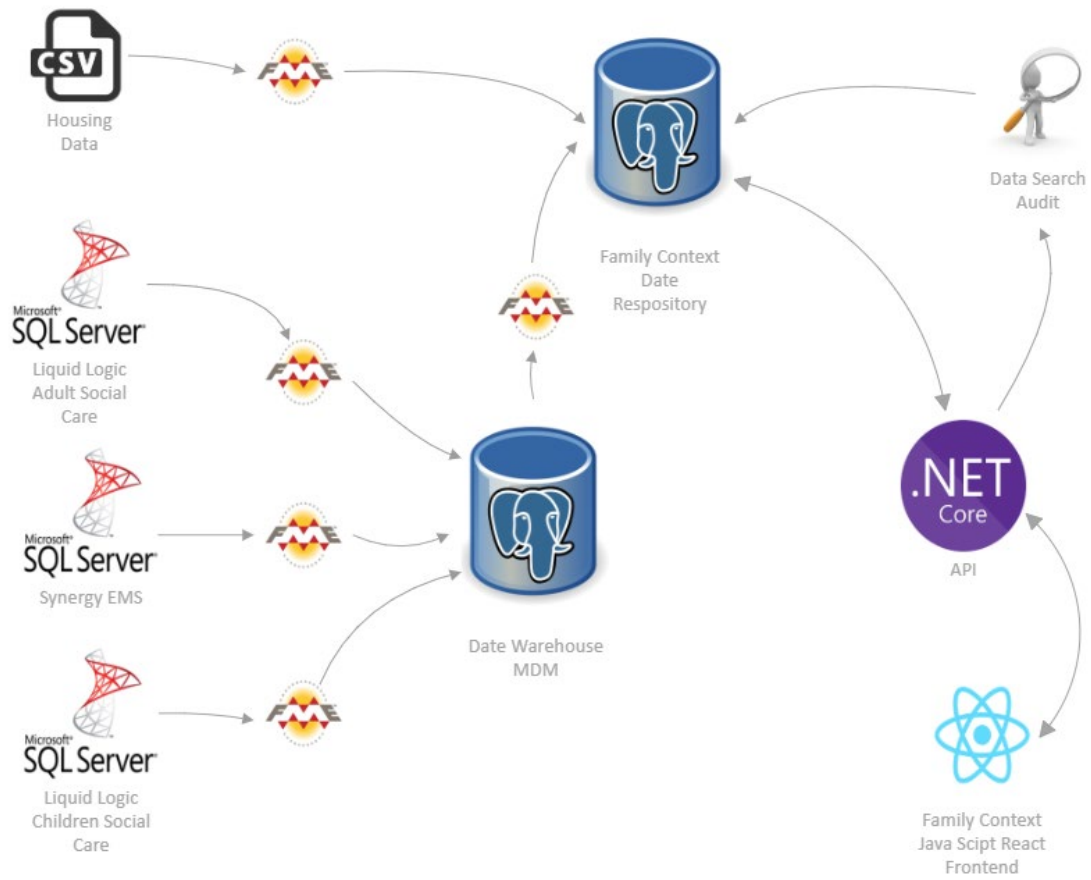 CSV
Housing
Data
FME
Family Context
Date
Respository
Data Search
Audit
Microsoft®
SQL Server®
Liquid Logic
Adult Social
Care
FME
FME
Microsoft®
SQL Server®
Synergy EMS
FME
Date Warehouse
MDM
.NET
Core
API
Microsoft®
SQL Server®
Liquid Logic
Children Social
Care
FME
Family Context
Java Scipt React
Frontend